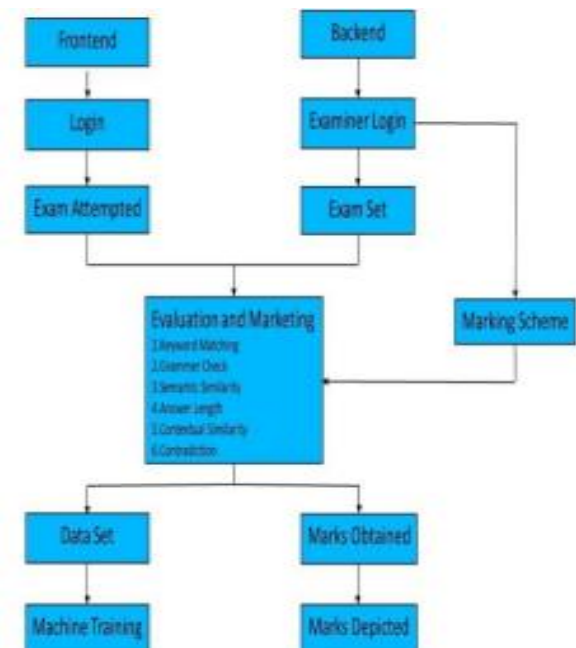 Frontend
Backend
Login
Examiner Login
Exam Attempted
Exam Set
Evaluation and Marketing
1.Keyword Matching
2.Grammer Check
3.Semantic Similarity
4.Answer Length
5.Contextual Similarity
6.Contradiction
Marking Scheme
Data Set
Marks Obtained
Machine Training
Marks Depicted